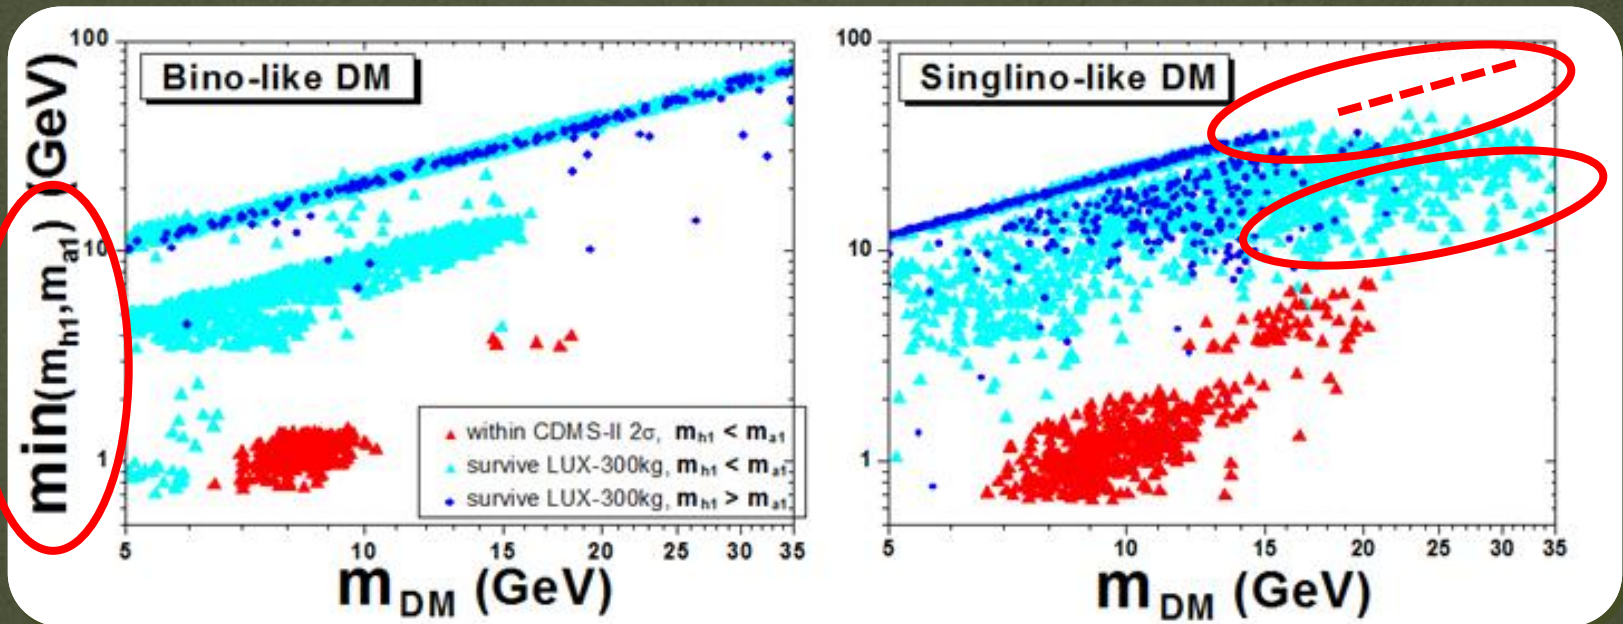 Bino-like DM
min(mh1,ma1) (GeV)
100
10
1
within CDMS-II 2σ, mh1 < ma1
survive LUX-300kg, mh1 < ma1
survive LUX-300kg, mh1 > ma1
5 10 15 20 25 30 35
mDM (GeV)
Singlino-like DM
100
10
1
5 10 15 20 25 30 35
mDM (GeV)